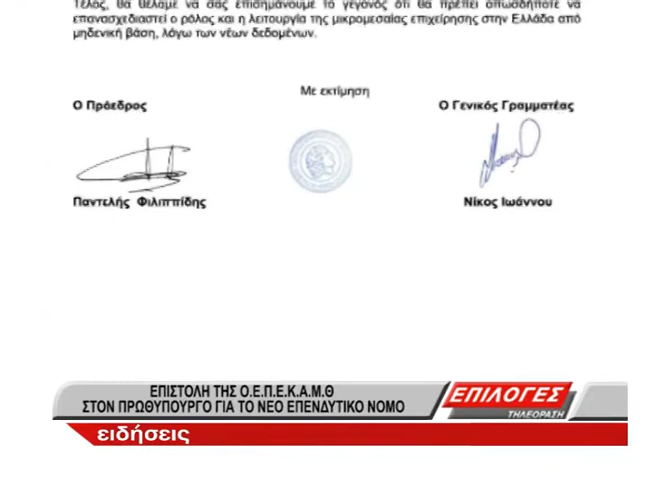 Τέλος, θα θέλαμε να σας επισημάνουμε το γεγονός ότι θα πρέπει οπωσδήποτε να
επανασχεδιαστεί ο ρόλος και η λειτουργία της μικρομεσαίας επιχείρησης στην Ελλάδα από
μηδενική βάση, λόγω των νέων δεδομένων.
Με εκτίμηση
Ο Πρόεδρος Ο Γενικός Γραμματέας
Παντελής Φιλιππίδης Νίκος Ιωάννου
ΕΠΙΣΤΟΛΗ ΤΗΣ Ο.Ε.Π.Ε.Κ.Α.Μ.Θ
ΣΤΟΝ ΠΡΩΘΥΠΟΥΡΓΟ ΓΙΑ ΤΟ ΝΕΟ ΕΠΕΝΔΥΤΙΚΟ ΝΟΜΟ
ΕΠΙΛΟΓΕΣ
ΤΗΛΕΟΡΑΣΗ
ειδήσεις